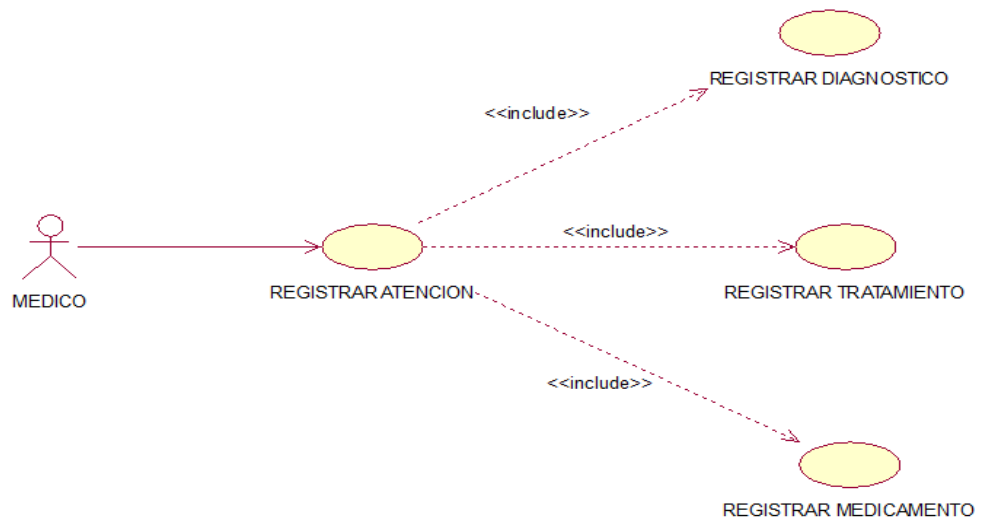 REGISTRAR DIAGNOSTICO
<<include>>
<<include>>
MEDICO
REGISTRAR ATENCION
REGISTRAR TRATAMIENTO
<<include>>
REGISTRAR MEDICAMENTO